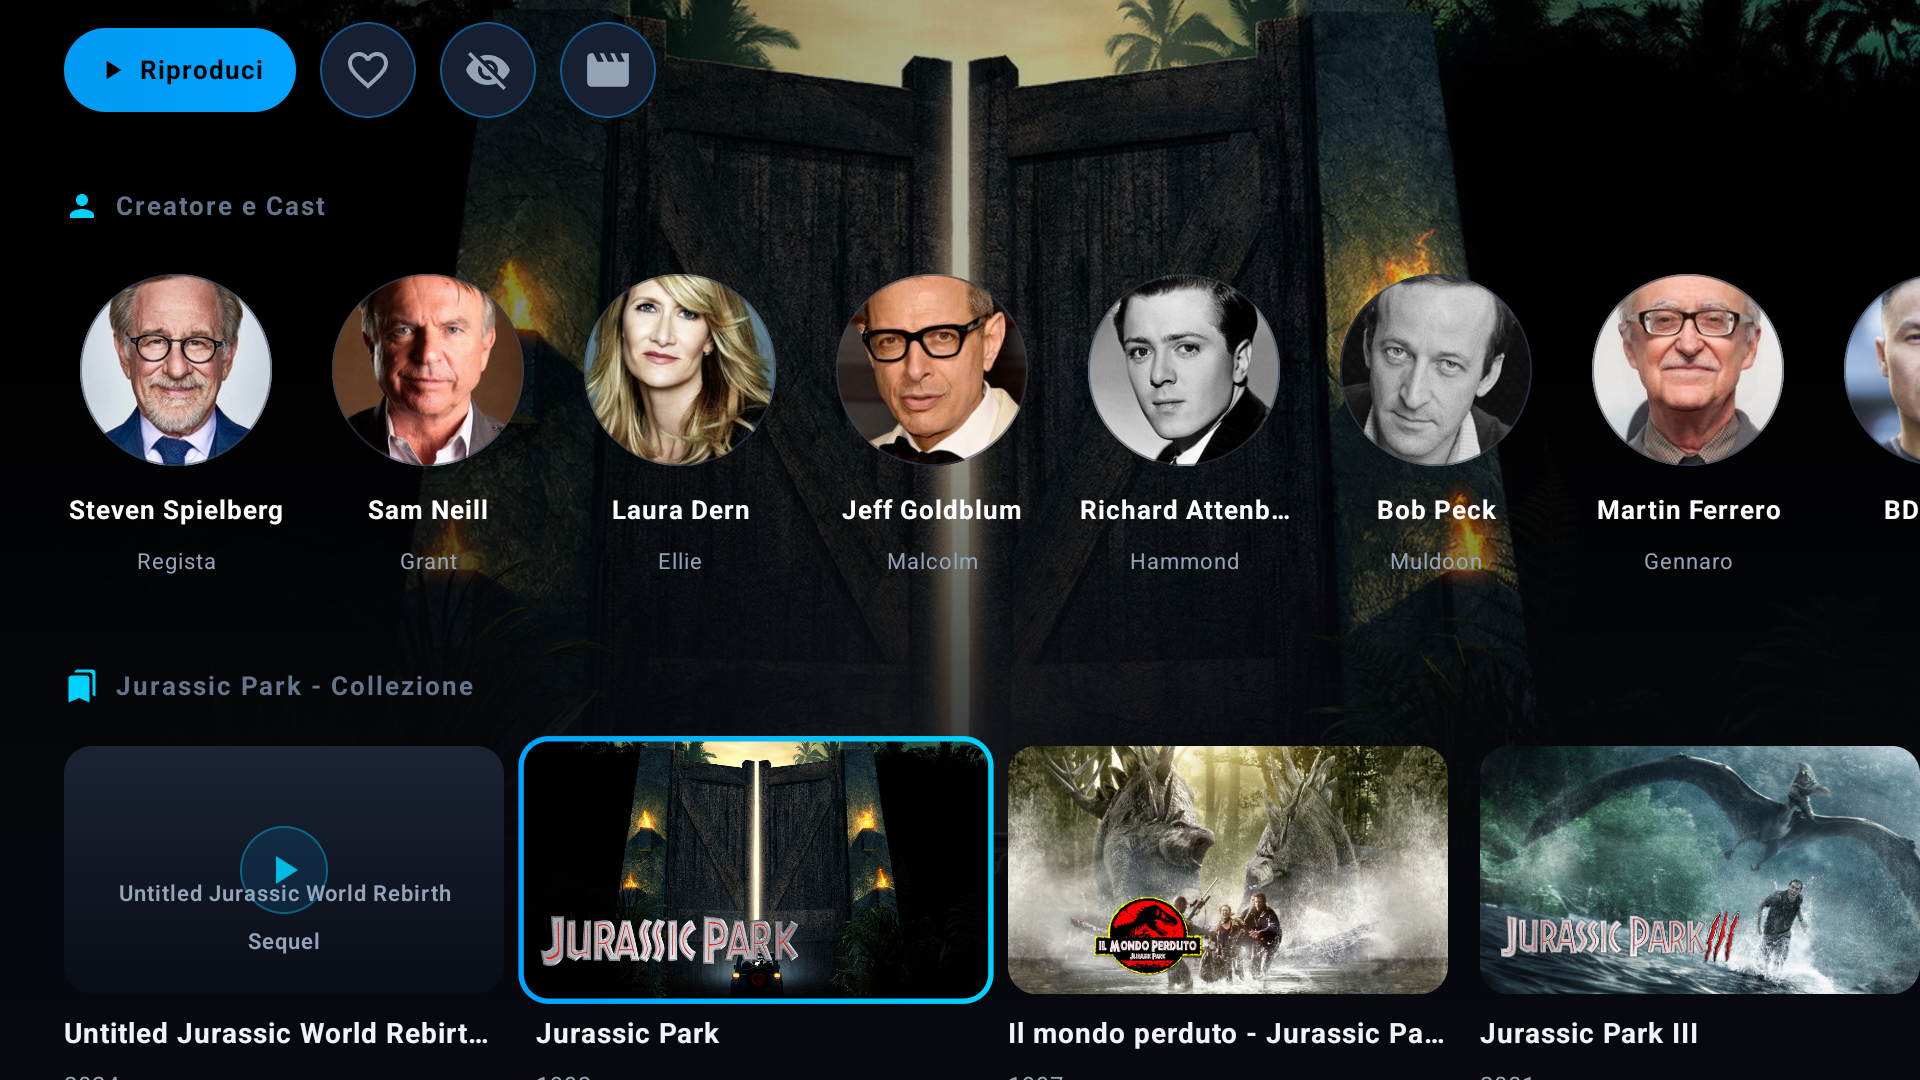 Riproduci
Creatore e Cast
Steven Spielberg
Regista
Sam Neill
Grant
Laura Dern
Ellie
Jeff Goldblum
Malcolm
Richard Attenb...
Hammond
Bob Peck
Muldoon
Martin Ferrero
Gennaro
BD
Jurassic Park - Collezione
Untitled Jurassic World Rebirth
Sequel
JURASSIC PARK
IL MONDO PERDUTO
JURASSIC PARK
JURASSIC PARK III
Untitled Jurassic World Rebirt...
Jurassic Park
Il mondo perduto - Jurassic Pa...
Jurassic Park III